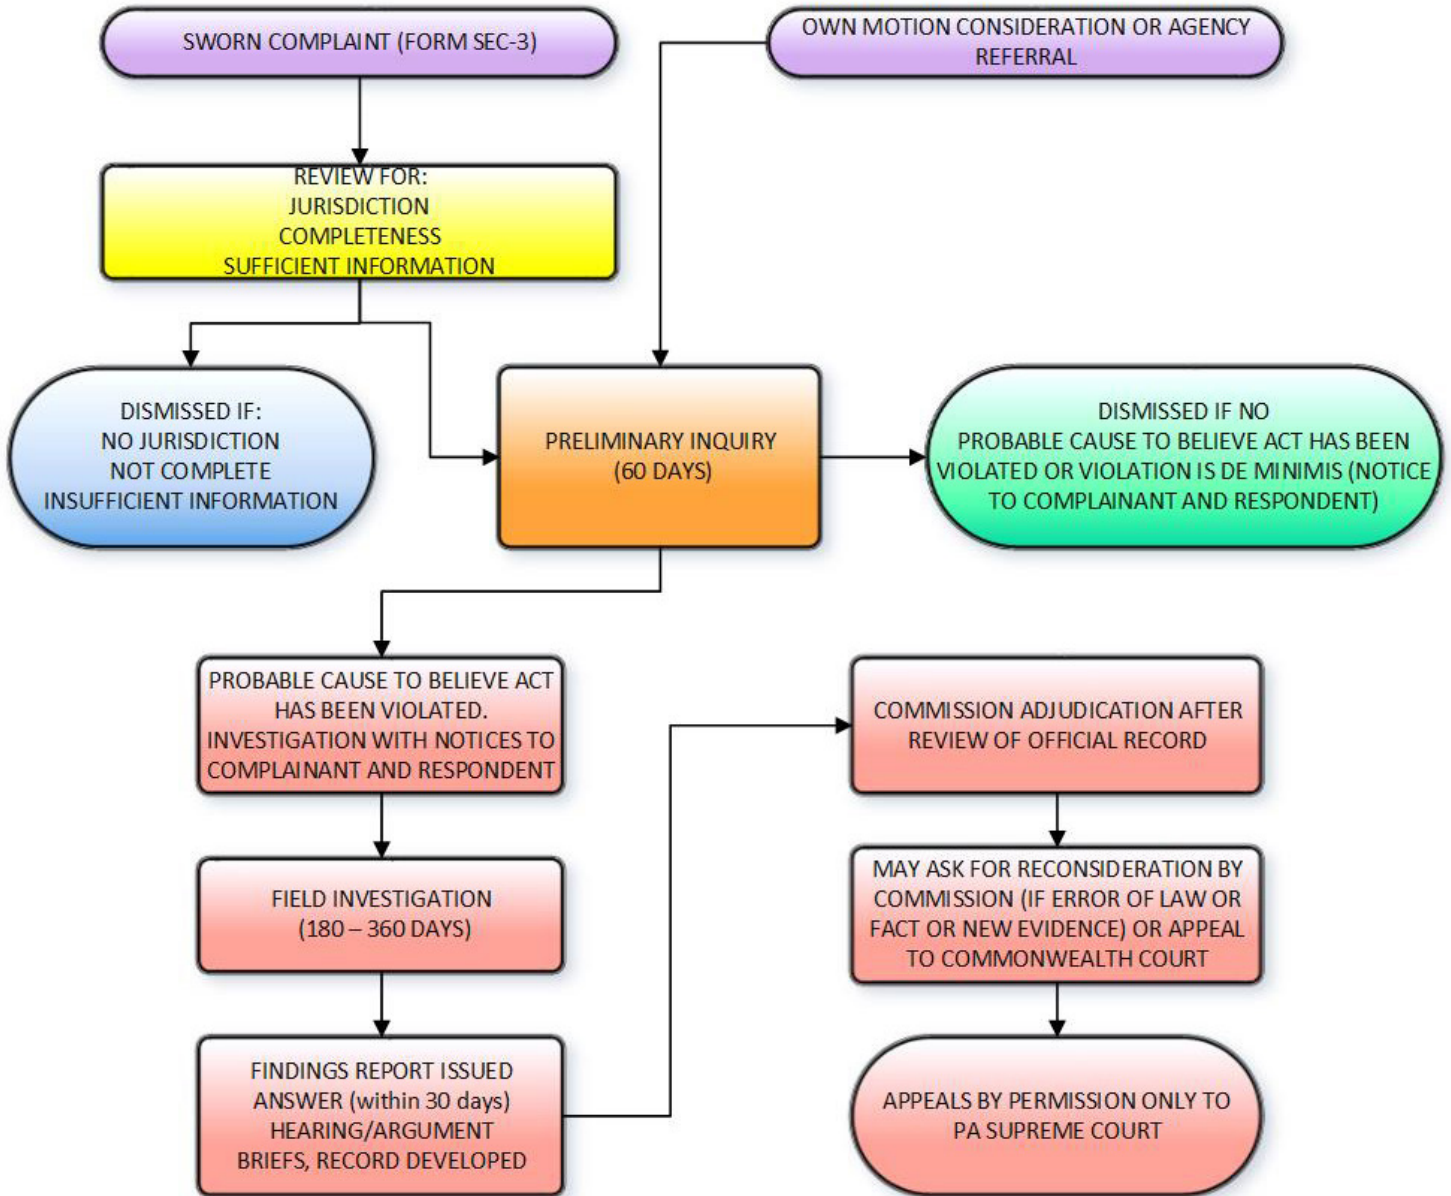 SWORN COMPLAINT (FORM SEC-3)
OWN MOTION CONSIDERATION OR AGENCY
REFERRAL
REVIEW FOR:
JURISDICTION
COMPLETENESS
SUFFICIENT INFORMATION
DISMISSED IF:
NO JURISDICTION
NOT COMPLETE
INSUFFICIENT INFORMATION
PRELIMINARY INQUIRY
(60 DAYS)
DISMISSED IF NO
PROBABLE CAUSE TO BELIEVE ACT HAS BEEN
VIOLATED OR VIOLATION IS DE MINIMIS (NOTICE
TO COMPLAINANT AND RESPONDENT)
PROBABLE CAUSE TO BELIEVE ACT
HAS BEEN VIOLATED.
INVESTIGATION WITH NOTICES TO
COMPLAINANT AND RESPONDENT
FIELD INVESTIGATION
(180 – 360 DAYS)
FINDINGS REPORT ISSUED
ANSWER (within 30 days)
HEARING/ARGUMENT
BRIEFS, RECORD DEVELOPED
COMMISSION ADJUDICATION AFTER
REVIEW OF OFFICIAL RECORD
MAY ASK FOR RECONSIDERATION BY
COMMISSION (IF ERROR OF LAW OR
FACT OR NEW EVIDENCE) OR APPEAL
TO COMMONWEALTH COURT
APPEALS BY PERMISSION ONLY TO
PA SUPREME COURT